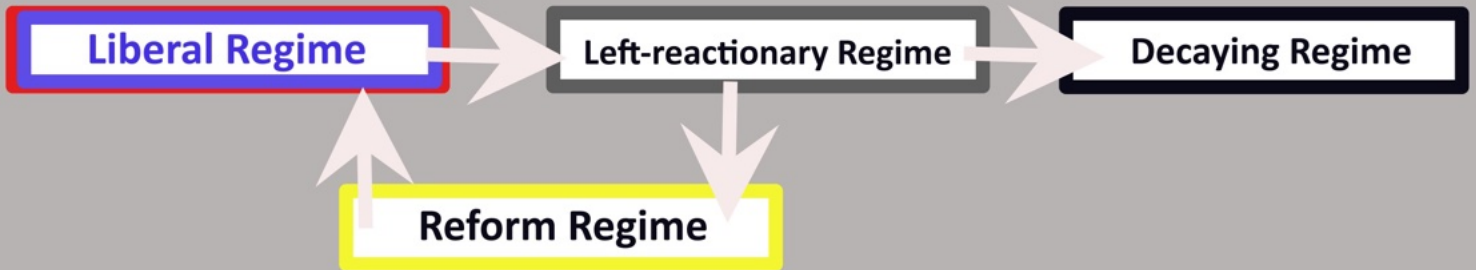 Liberal Regime
Left-reactionary Regime
Decaying Regime
Reform Regime